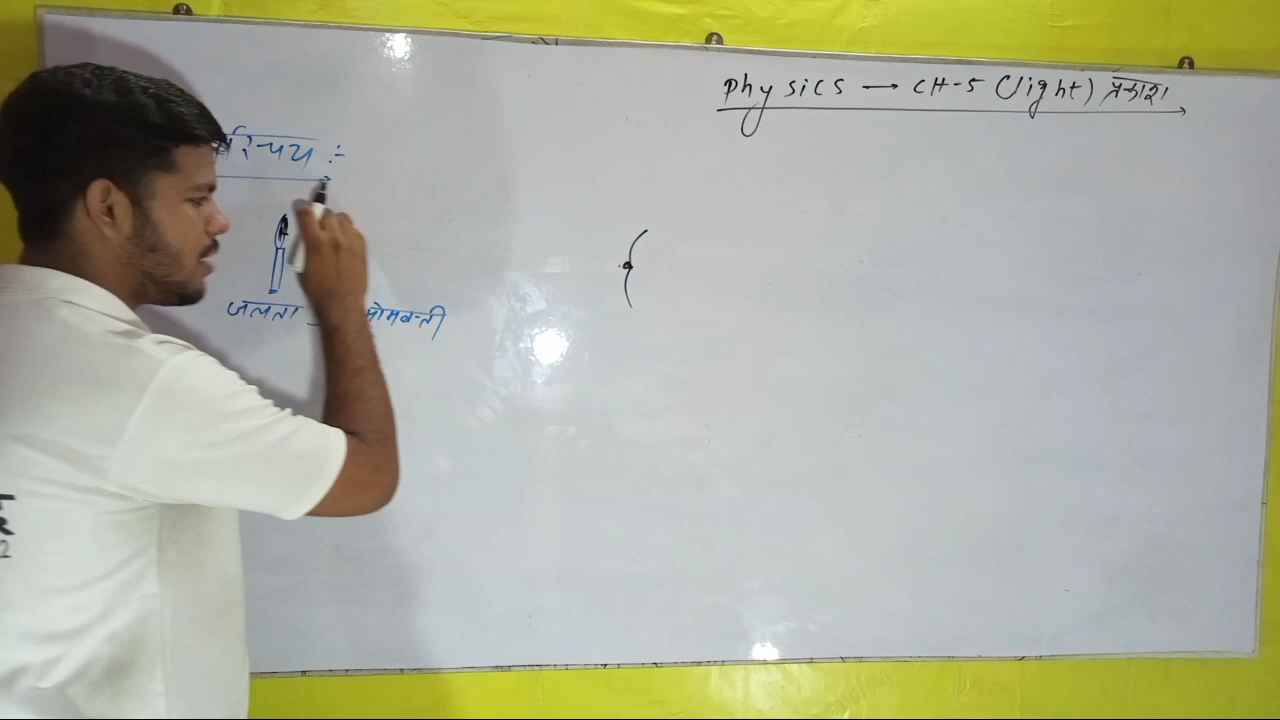 Physics → CH-5 (light) प्रकाश
रिचय :-
जलता मोमबत्ती